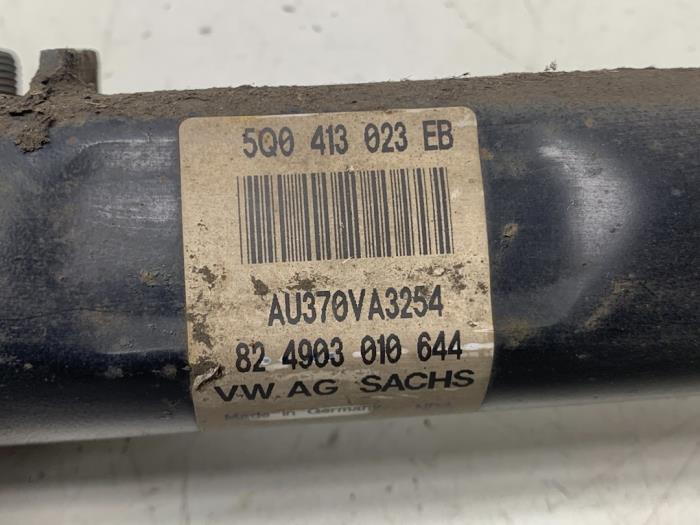 5Q0 413 023 EB
AU370VA3254
82 4903 010 644
VW AG SACHS
Made in Germany